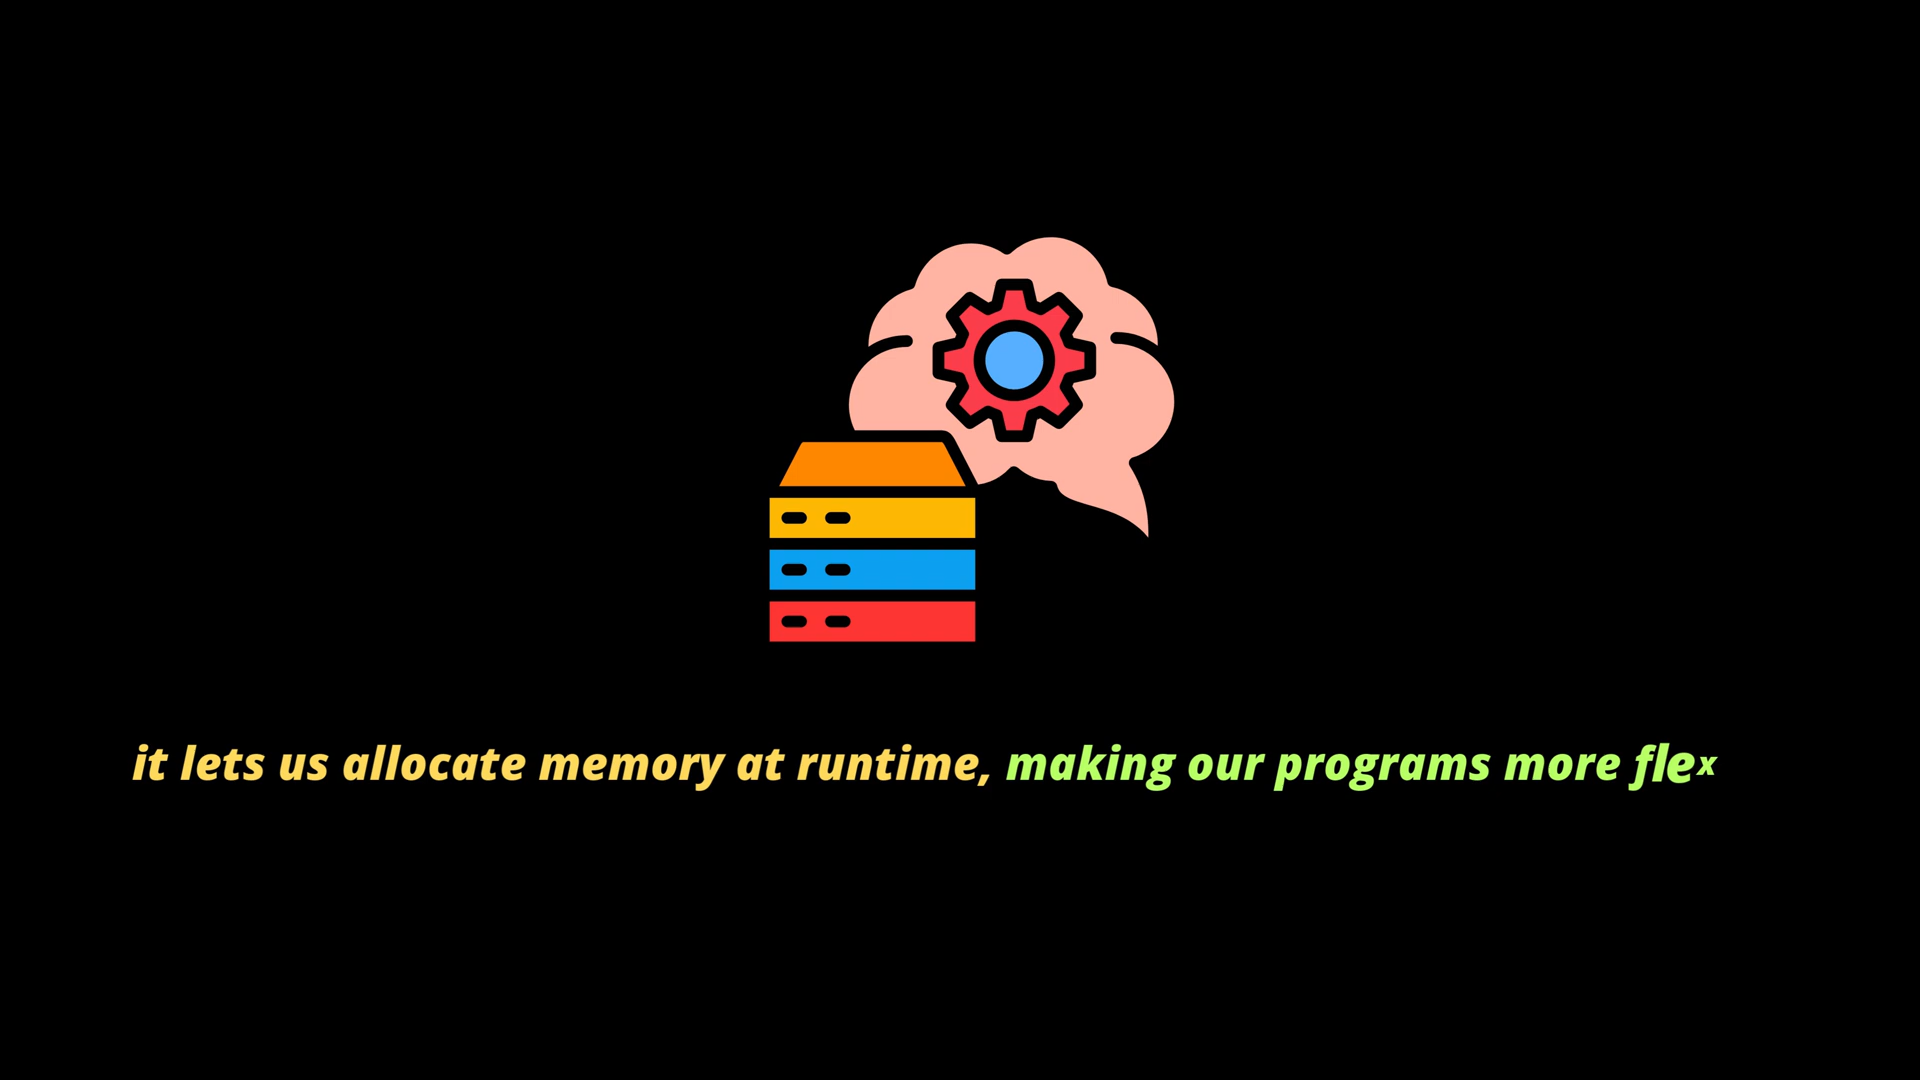 it lets us allocate memory at runtime, making our programs more flex